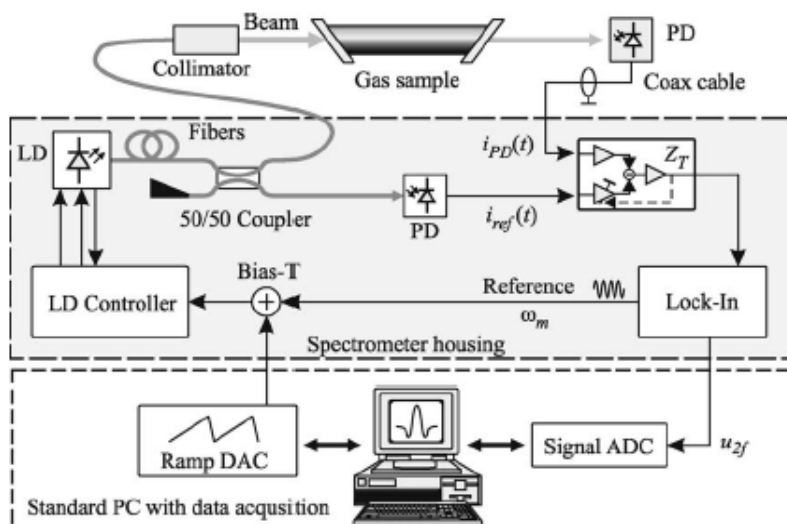 Beam
PD
Collimator
Gas sample
Coax cable
Fibers
LD
i_PD(t)
Z_T
50/50 Coupler
PD
i_ref(t)
Bias-T
LD Controller
Reference
ω_m
Lock-In
Spectrometer housing
Ramp DAC
Signal ADC
u_2f
Standard PC with data acqusition